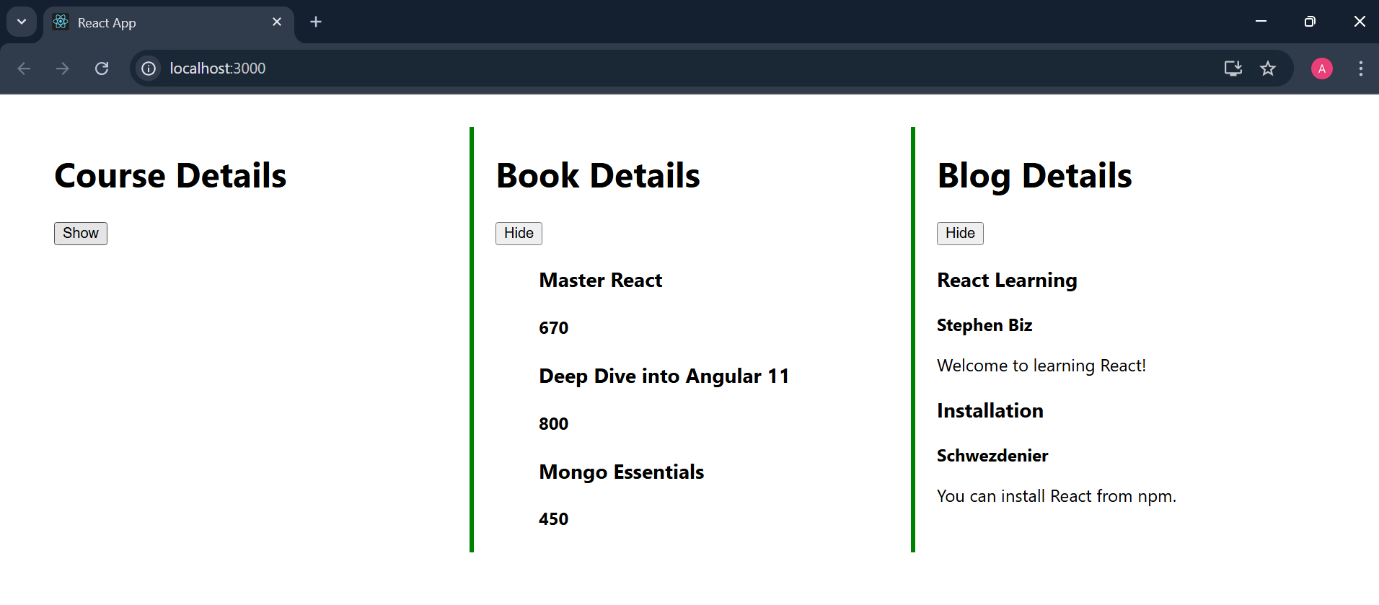 React App
localhost:3000
A
Course Details
Show
Book Details
Hide
Master React
670
Deep Dive into Angular 11
800
Mongo Essentials
450
Blog Details
Hide
React Learning
Stephen Biz
Welcome to learning React!
Installation
Schwezdenier
You can install React from npm.